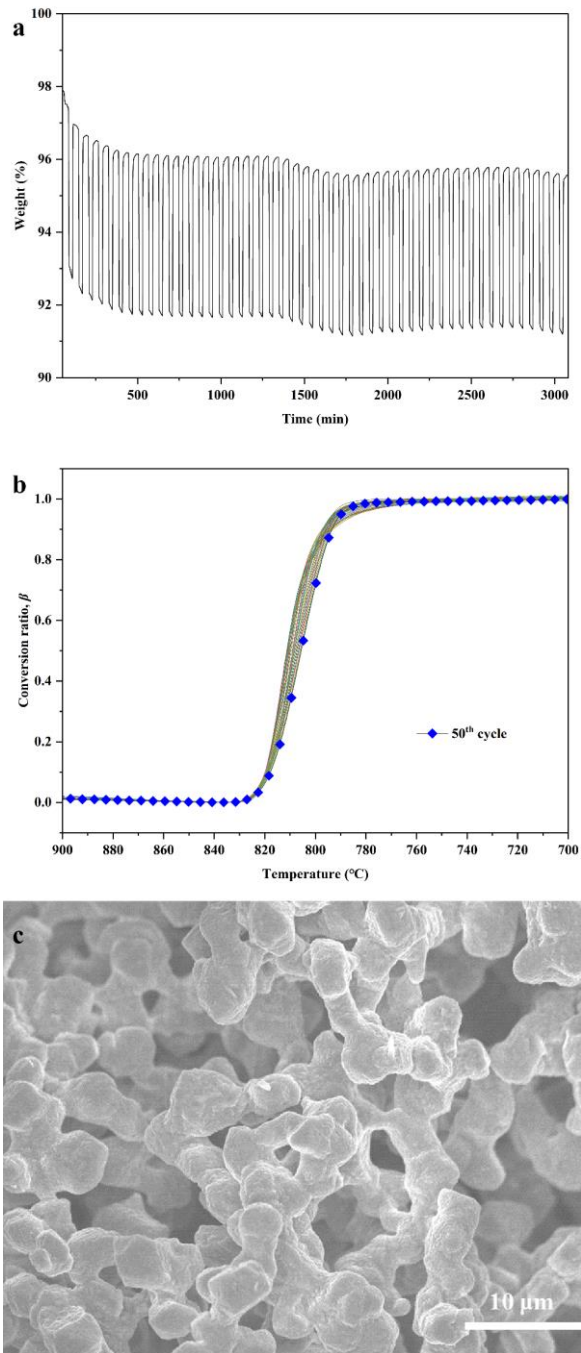 a
100
98
96
94
92
90
Weight (%)
500 1000 1500 2000 2500 3000
Time (min)
b
1.0
0.8
0.6
0.4
0.2
0.0
Conversion ratio, β
50th cycle
900 880 860 840 820 800 780 760 740 720 700
Temperature (°C)
c
10 µm